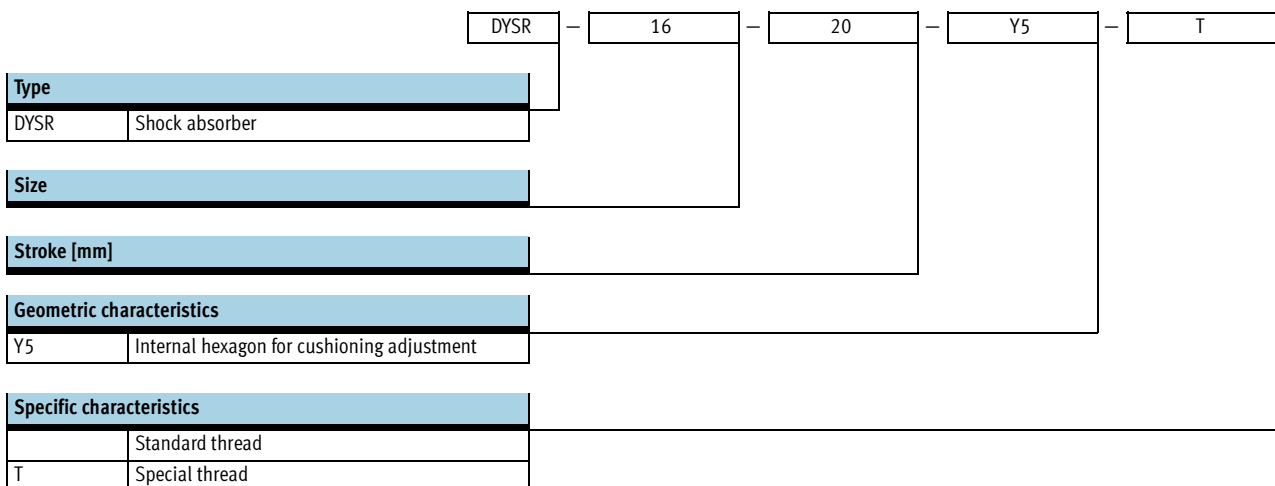 DYSR – 16 – 20 – Y5 – T
Type
DYSR Shock absorber
Size
Stroke [mm]
Geometric characteristics
Y5 Internal hexagon for cushioning adjustment
Specific characteristics
Standard thread
T Special thread